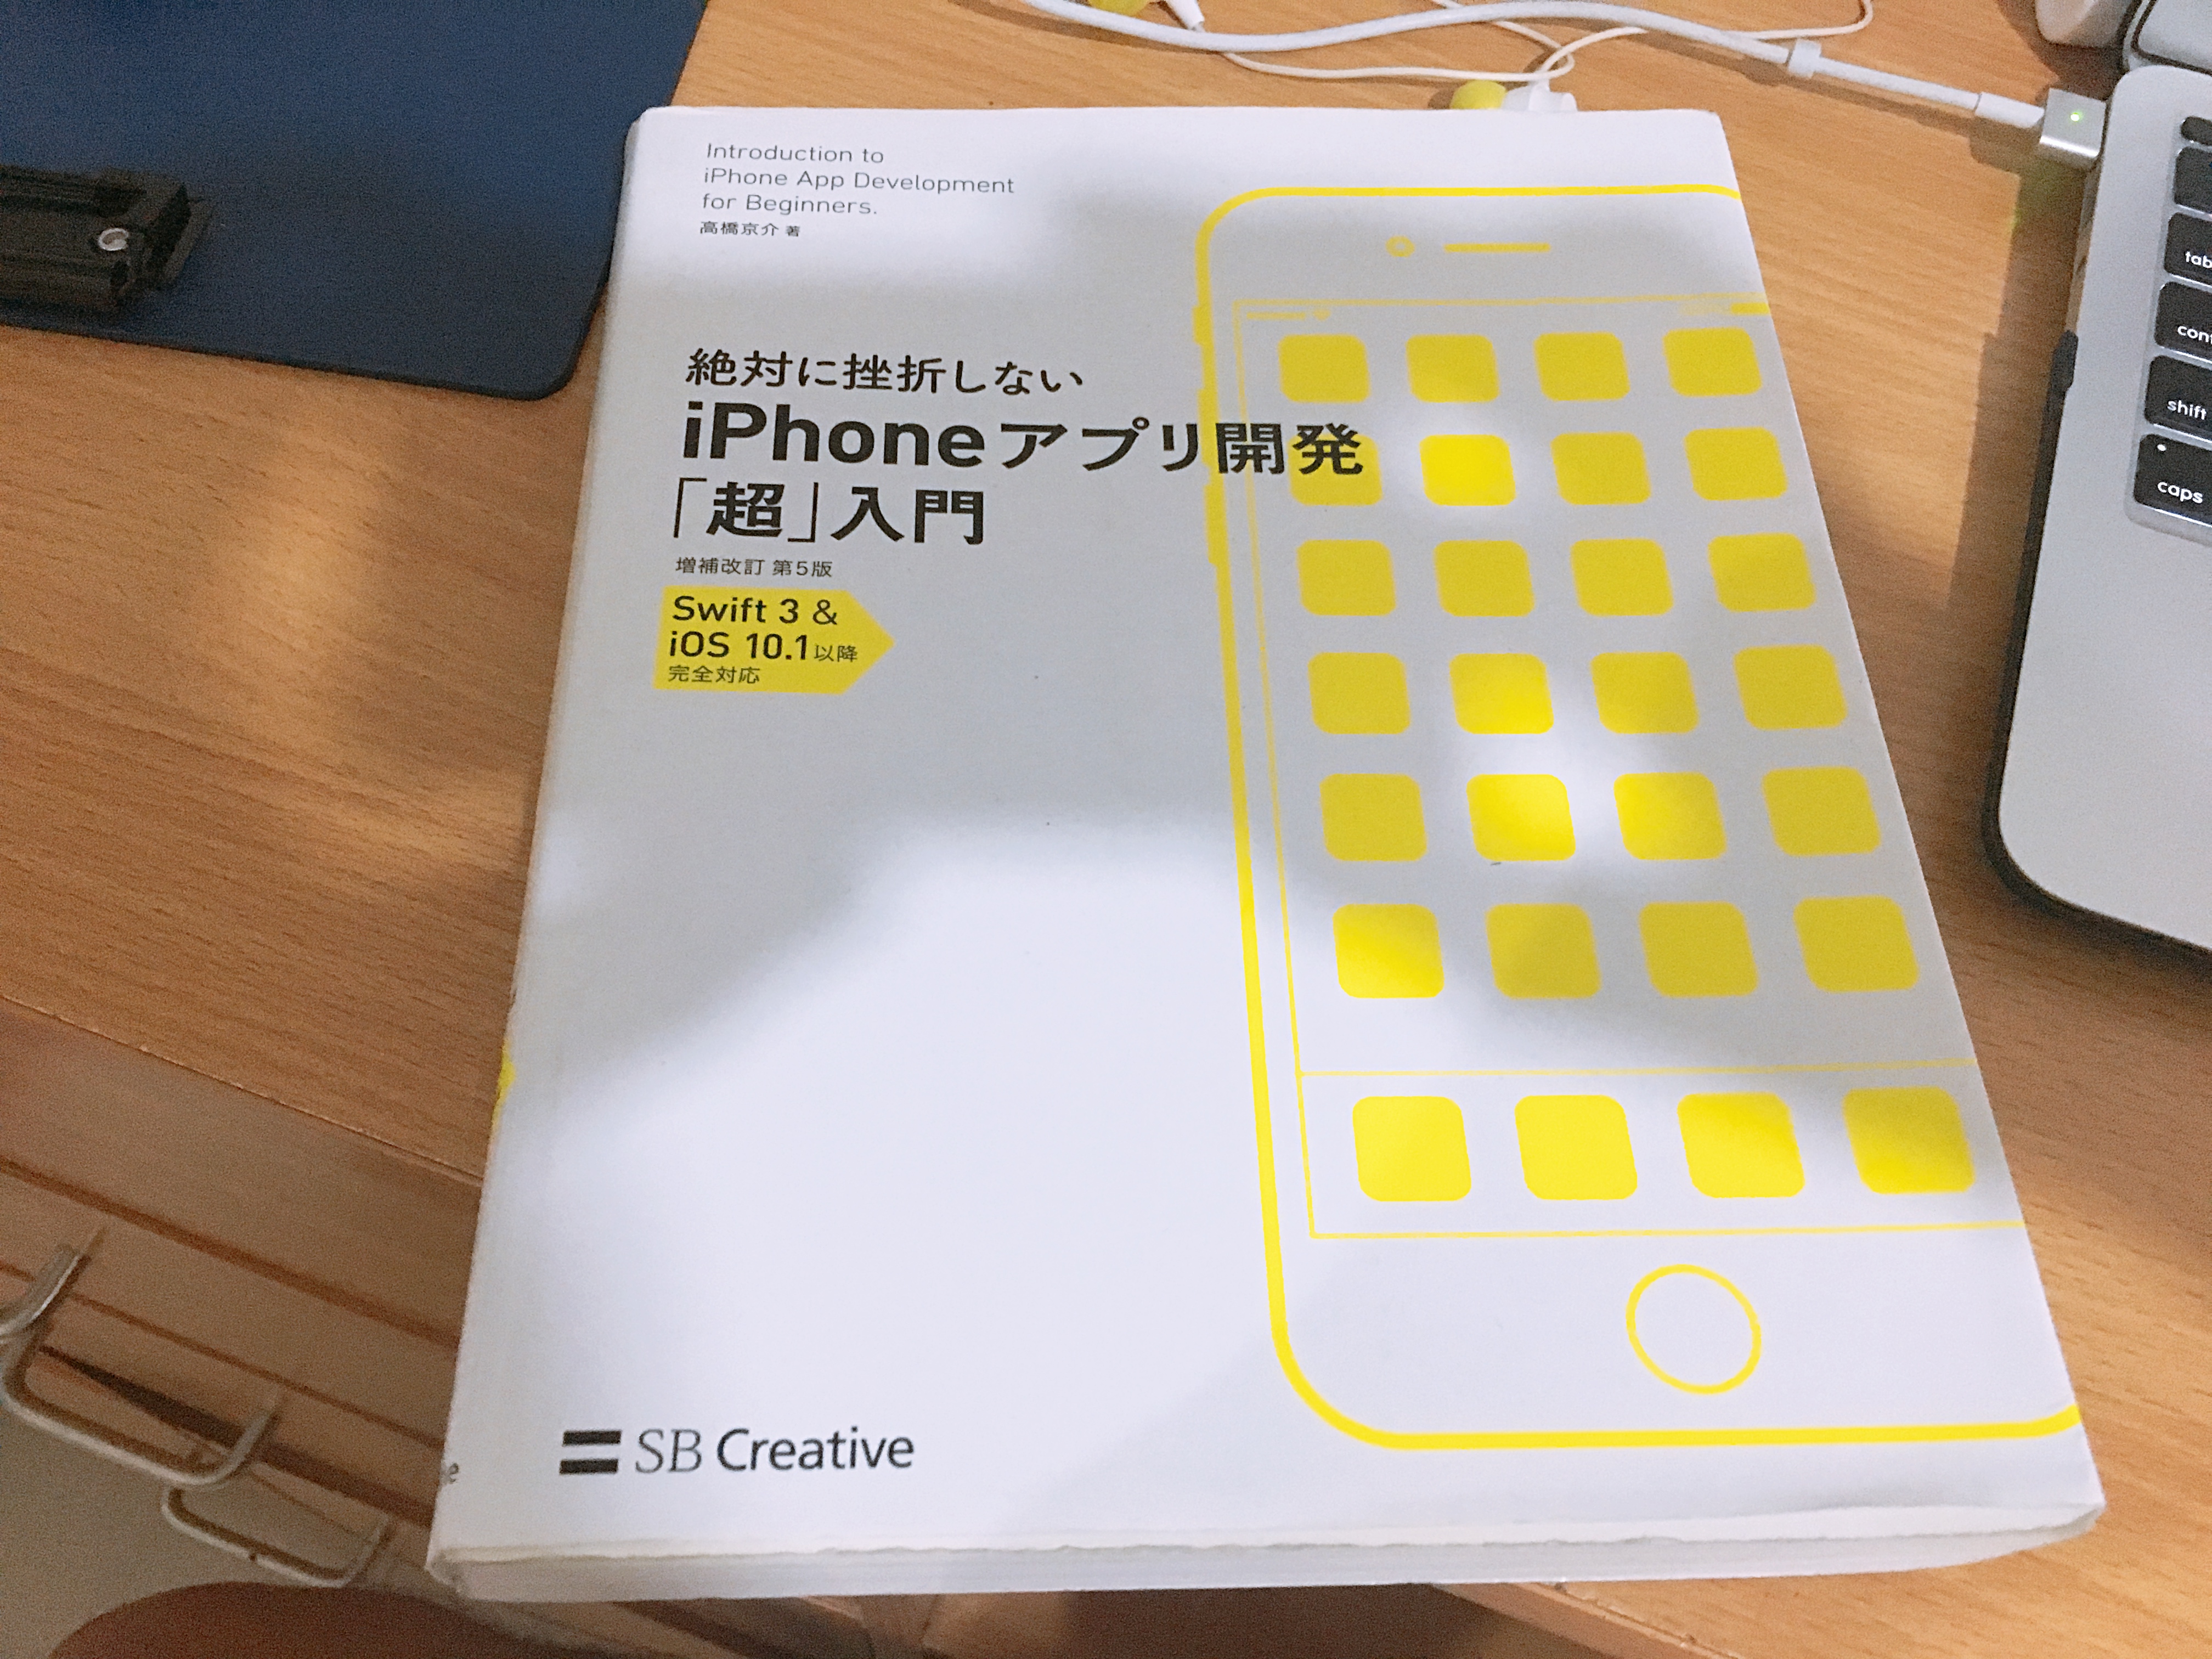 Introduction to
iPhone App Development
for Beginners.
高橋京介 著
絶対に挫折しない
iPhoneアプリ開発
「超」入門
増補改訂 第5版
Swift 3 &
iOS 10.1以降
完全対応
SB Creative
tab
shift
caps